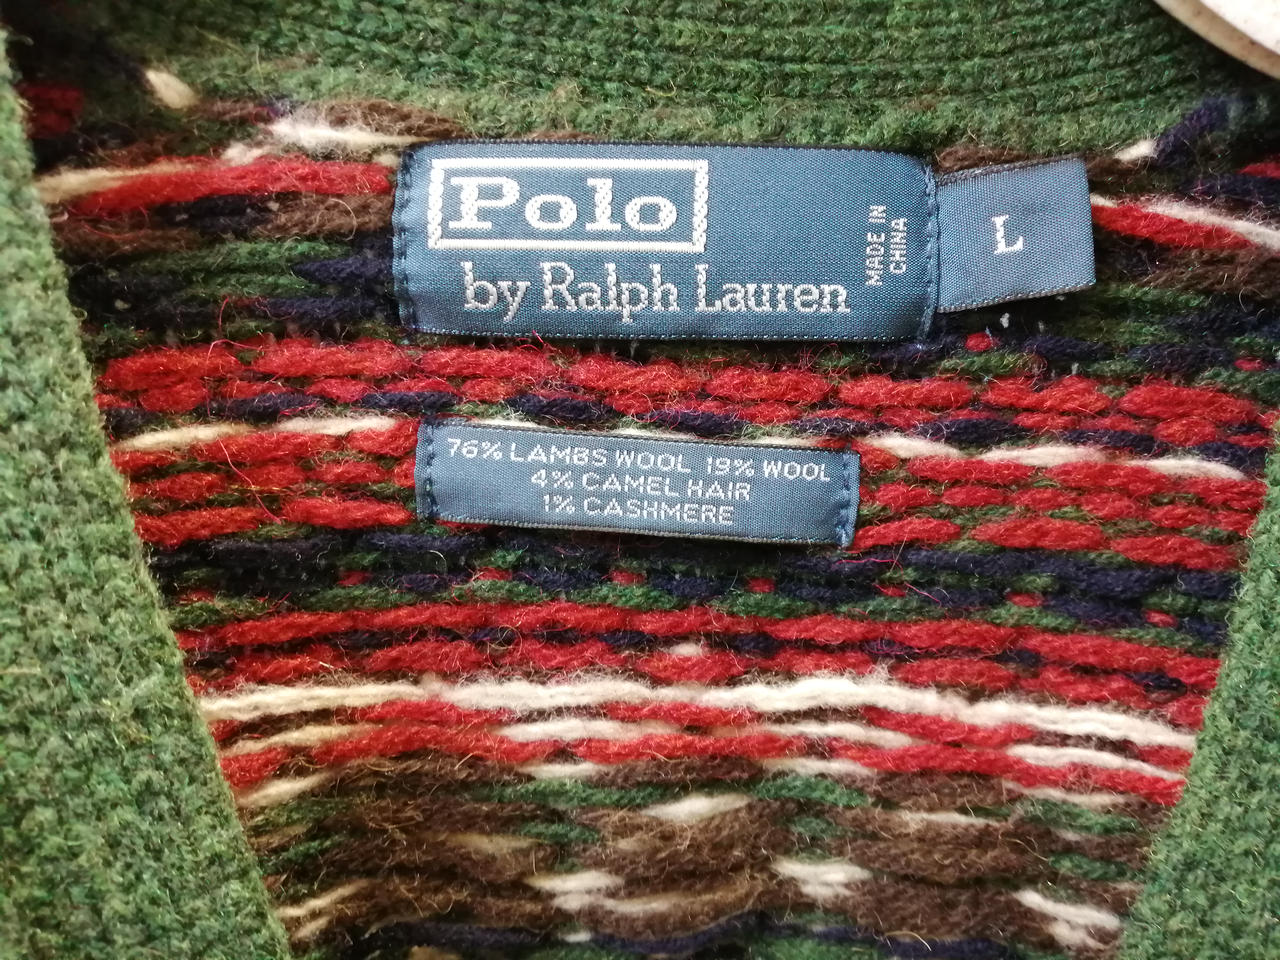 Polo
by Ralph Lauren
MADE IN
CHINA
L
76% LAMBS WOOL 19% WOOL
4% CAMEL HAIR
1% CASHMERE